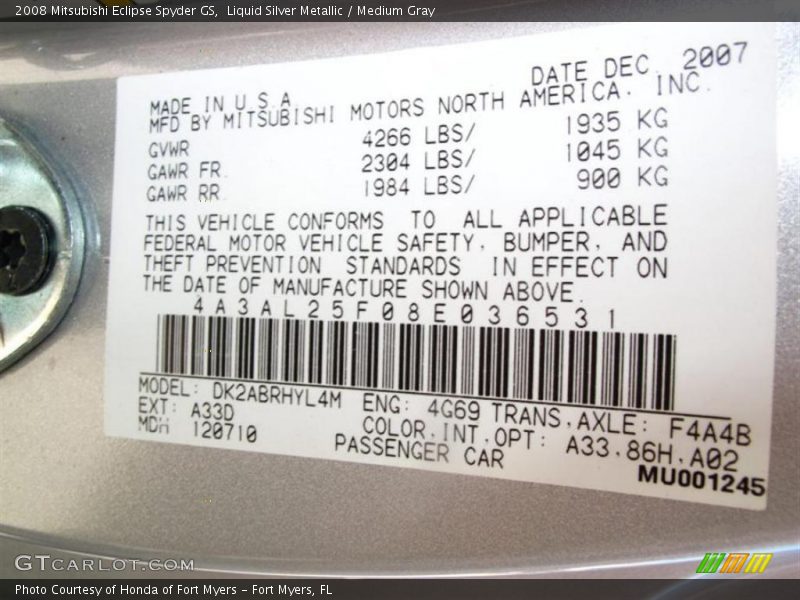 2008 Mitsubishi Eclipse Spyder GS,  Liquid Silver Metallic / Medium Gray
DATE DEC. 2007
MADE IN U.S.A.
MFD BY MITSUBISHI MOTORS NORTH AMERICA. INC.
GVWR 4266 LBS/ 1935 KG
GAWR FR. 2304 LBS/ 1045 KG
GAWR RR. 1984 LBS/ 900 KG
THIS VEHICLE CONFORMS TO ALL APPLICABLE
FEDERAL MOTOR VEHICLE SAFETY, BUMPER, AND
THEFT PREVENTION STANDARDS IN EFFECT ON
THE DATE OF MANUFACTURE SHOWN ABOVE.
4A3AL25F08E036531
MODEL: DK2ABRHYL4M ENG: 4G69 TRANS.AXLE: F4A4B
EXT: A33D COLOR.INT.OPT: A33.86H.A02
MDH 120710 PASSENGER CAR
MU001245
GTCARLOT.COM
Photo Courtesy of Honda of Fort Myers – Fort Myers, FL